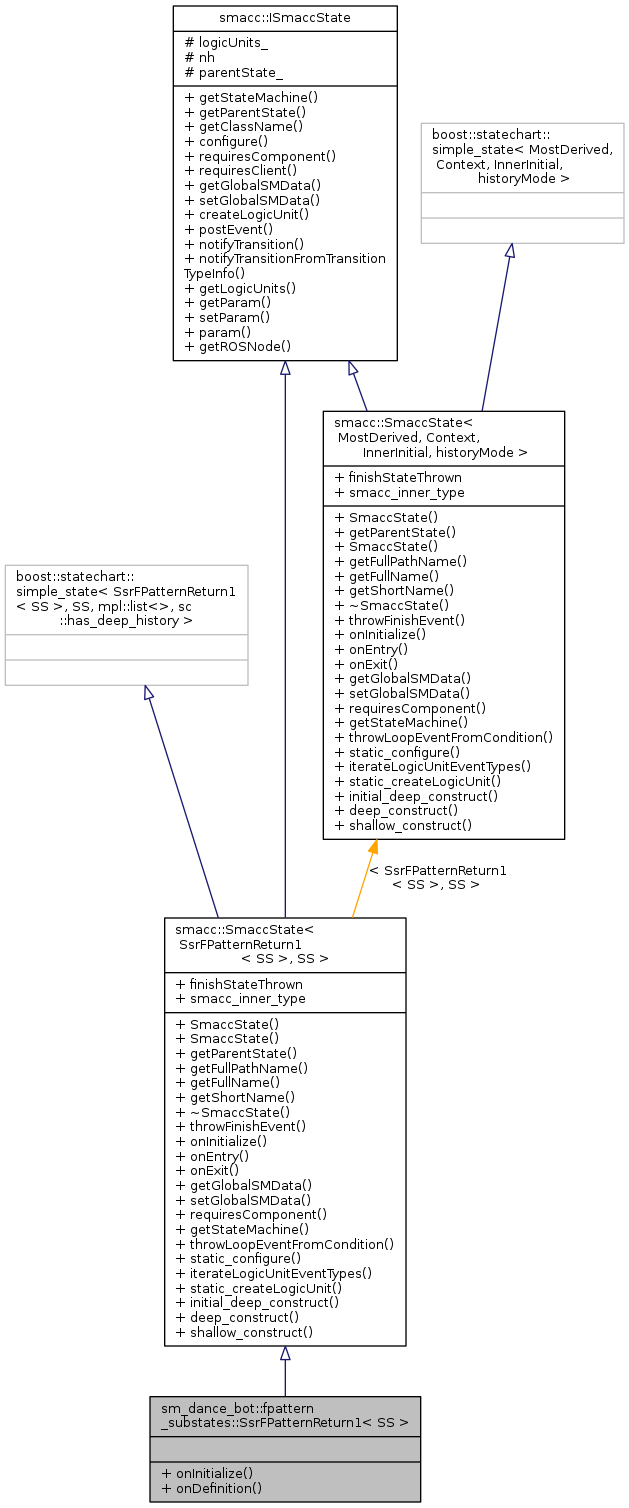 smacc::ISmaccState
# logicUnits_
# nh
# parentState_
+ getStateMachine()
+ getParentState()
+ getClassName()
+ configure()
+ requiresComponent()
+ requiresClient()
+ getGlobalSMData()
+ setGlobalSMData()
+ createLogicUnit()
+ postEvent()
+ notifyTransition()
+ notifyTransitionFromTransition
TypeInfo()
+ getLogicUnits()
+ getParam()
+ setParam()
+ param()
+ getROSNode()
boost::statechart::
simple_state< MostDerived,
Context, InnerInitial,
historyMode >
smacc::SmaccState<
MostDerived, Context,
InnerInitial, historyMode >
+ finishStateThrown
+ smacc_inner_type
+ SmaccState()
+ getParentState()
+ SmaccState()
+ getFullPathName()
+ getFullName()
+ getShortName()
+ ~SmaccState()
+ throwFinishEvent()
+ onInitialize()
+ onEntry()
+ onExit()
+ getGlobalSMData()
+ setGlobalSMData()
+ requiresComponent()
+ getStateMachine()
+ throwLoopEventFromCondition()
+ static_configure()
+ iterateLogicUnitEventTypes()
+ static_createLogicUnit()
+ initial_deep_construct()
+ deep_construct()
+ shallow_construct()
boost::statechart::
simple_state< SsrFPatternReturn1
< SS >, SS, mpl::list<>, sc
::has_deep_history >
< SsrFPatternReturn1
< SS >, SS >
smacc::SmaccState<
SsrFPatternReturn1
< SS >, SS >
+ finishStateThrown
+ smacc_inner_type
+ SmaccState()
+ SmaccState()
+ getParentState()
+ getFullPathName()
+ getFullName()
+ getShortName()
+ ~SmaccState()
+ throwFinishEvent()
+ onInitialize()
+ onEntry()
+ onExit()
+ getGlobalSMData()
+ setGlobalSMData()
+ requiresComponent()
+ getStateMachine()
+ throwLoopEventFromCondition()
+ static_configure()
+ iterateLogicUnitEventTypes()
+ static_createLogicUnit()
+ initial_deep_construct()
+ deep_construct()
+ shallow_construct()
sm_dance_bot::fpattern
_substates::SsrFPatternReturn1< SS >
+ onInitialize()
+ onDefinition()